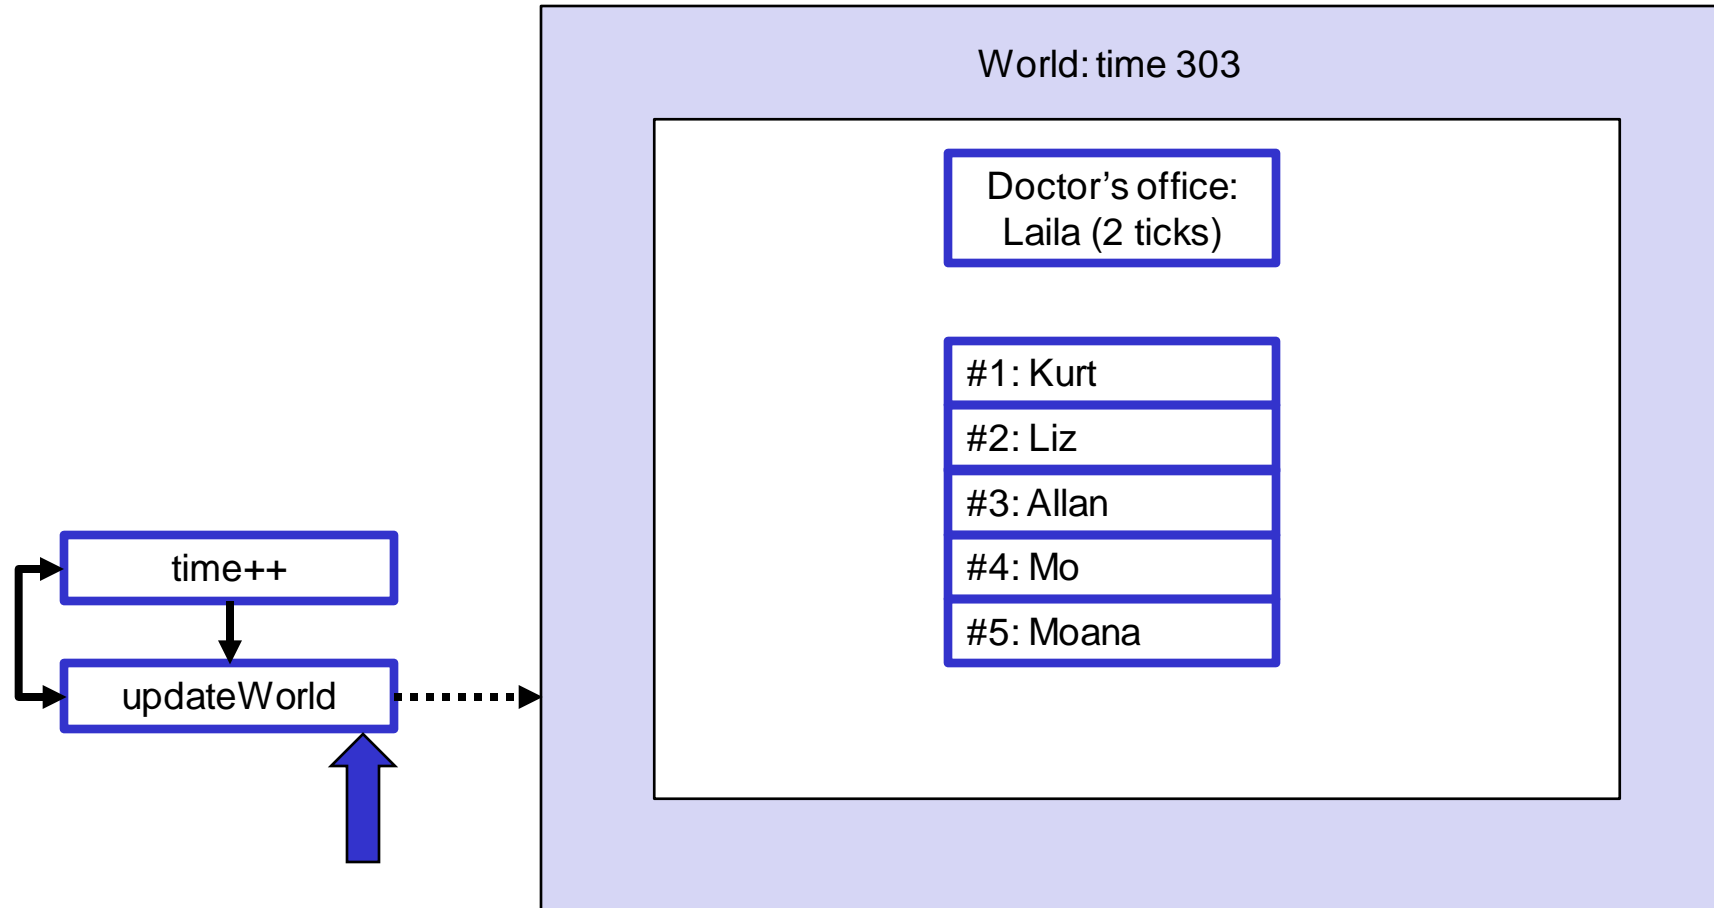 World: time 303
Doctor’s office:
Laila (2 ticks)
#1: Kurt
#2: Liz
#3: Allan
#4: Mo
#5: Moana
time++
updateWorld